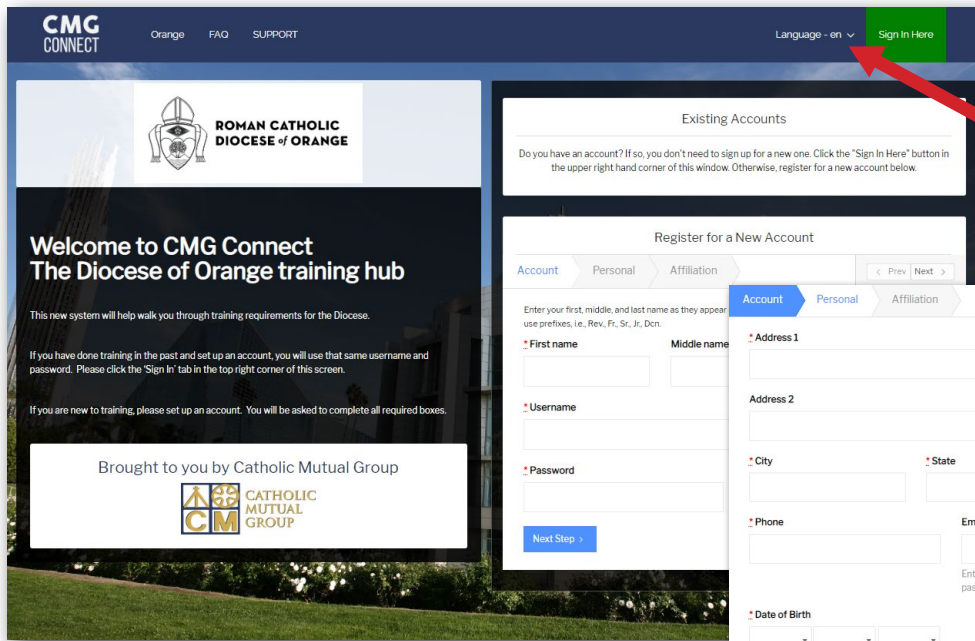 CMG
CONNECT
Orange FAQ SUPPORT
Language - en
Sign In Here
ROMAN CATHOLIC
DIOCESE of ORANGE
Welcome to CMG Connect
The Diocese of Orange training hub
This new system will help walk you through training requirements for the Diocese.
If you have done training in the past and set up an account, you will use that same username and
password. Please click the 'Sign In' tab in the top right corner of this screen.
If you are new to training, please set up an account. You will be asked to complete all required boxes.
Brought to you by Catholic Mutual Group
CM
CATHOLIC
MUTUAL
GROUP
Existing Accounts
Do you have an account? If so, you don't need to sign up for a new one. Click the "Sign In Here" button in
the upper right hand corner of this window. Otherwise, register for a new account below.
Register for a New Account
Account Personal Affiliation
< Prev Next >
Enter your first, middle, and last name as they appear
use prefixes, i.e., Rev., Fr., Sr., Jr., Dcn.
* First name Middle name
* Username
* Password
Next Step >
Account Personal Affiliation
* Address 1
Address 2
* City * State
* Phone
* Date of Birth